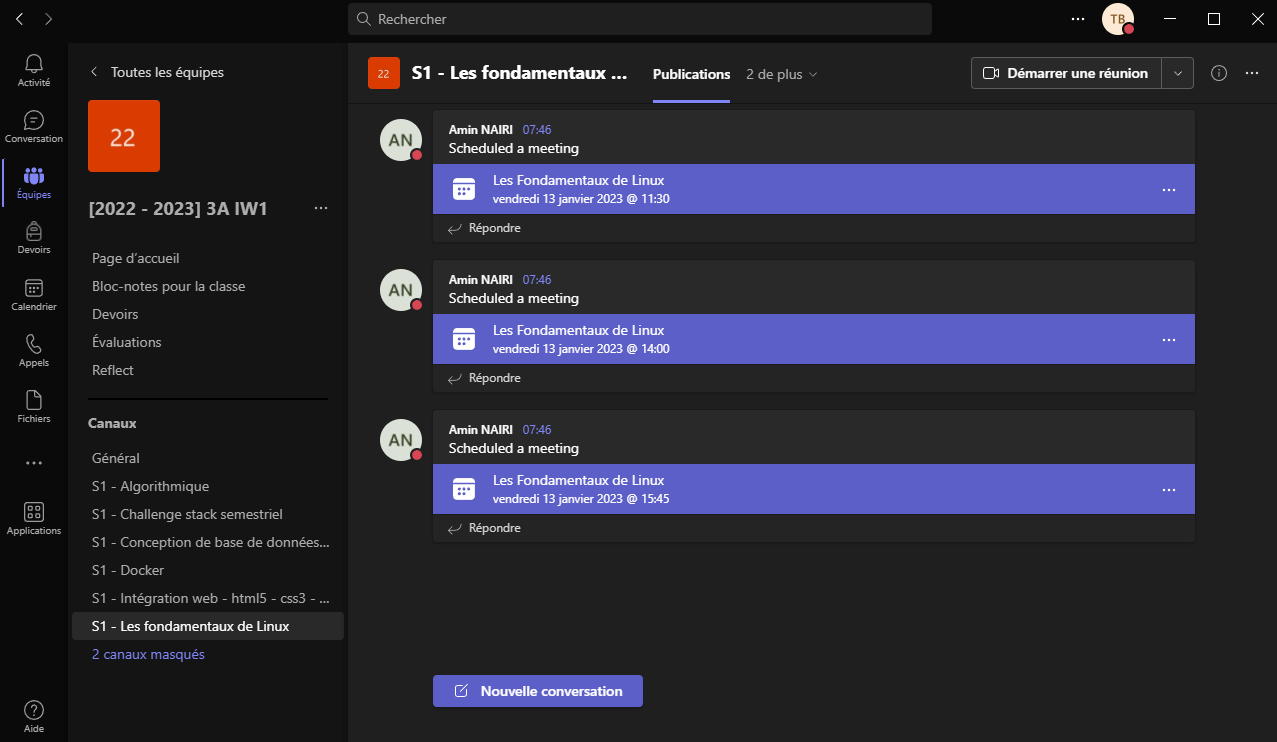 Rechercher
TB
Activité
Conversation
Équipes
Devoirs
Calendrier
Appels
Fichiers
Applications
Aide
Toutes les équipes
22
[2022 - 2023] 3A IW1
Page d’accueil
Bloc-notes pour la classe
Devoirs
Évaluations
Reflect
Canaux
Général
S1 - Algorithmique
S1 - Challenge stack semestriel
S1 - Conception de base de données...
S1 - Docker
S1 - Intégration web - html5 - css3 - ...
S1 - Les fondamentaux de Linux
2 canaux masqués
22
S1 - Les fondamentaux ...
Publications
2 de plus
Démarrer une réunion
AN
Amin NAIRI 07:46
Scheduled a meeting
Les Fondamentaux de Linux
vendredi 13 janvier 2023 @ 11:30
Répondre
AN
Amin NAIRI 07:46
Scheduled a meeting
Les Fondamentaux de Linux
vendredi 13 janvier 2023 @ 14:00
Répondre
AN
Amin NAIRI 07:46
Scheduled a meeting
Les Fondamentaux de Linux
vendredi 13 janvier 2023 @ 15:45
Répondre
Nouvelle conversation